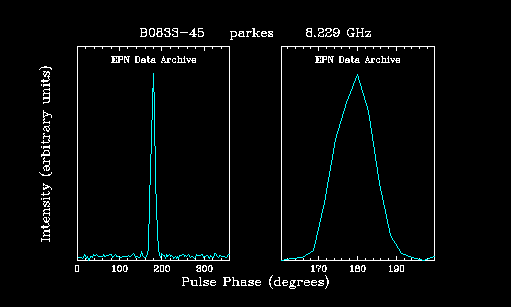 B0833-45 parkes 8.229 GHz
EPN Data Archive EPN Data Archive
Intensity (arbitrary units)
0 100 200 300 170 180 190
Pulse Phase (degrees)